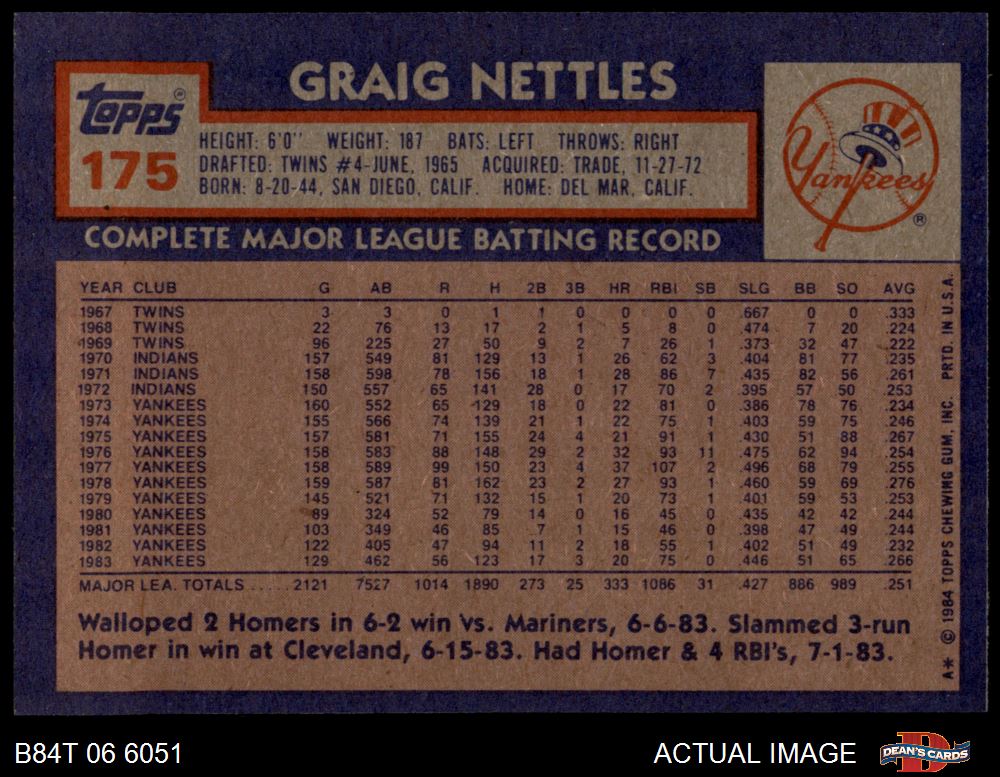 GRAIG NETTLES
TOPPS®
175
HEIGHT: 6'0" WEIGHT: 187 BATS: LEFT THROWS: RIGHT
DRAFTED: TWINS #4-JUNE, 1965 ACQUIRED: TRADE, 11-27-72
BORN: 8-20-44, SAN DIEGO, CALIF. HOME: DEL MAR, CALIF.
Yankees
®
COMPLETE MAJOR LEAGUE BATTING RECORD
YEAR CLUB G AB R H 2B 3B HR RBI SB SLG BB SO AVG
1967 TWINS 3 3 0 1 1 0 0 0 0 .667 0 0 .333
1968 TWINS 22 76 13 17 2 1 5 8 0 .474 7 20 .224
1969 TWINS 96 225 27 50 9 2 7 26 1 .373 32 47 .222
1970 INDIANS 157 549 81 129 13 1 26 62 3 .404 81 77 .235
1971 INDIANS 158 598 78 156 18 1 28 86 7 .435 82 56 .261
1972 INDIANS 150 557 65 141 28 0 17 70 2 .395 57 50 .253
1973 YANKEES 160 552 65 129 18 0 22 81 0 .386 78 76 .234
1974 YANKEES 155 566 74 139 21 1 22 75 1 .403 59 75 .246
1975 YANKEES 157 581 71 155 24 4 21 91 1 .430 51 88 .267
1976 YANKEES 158 583 88 148 29 2 32 93 11 .475 62 94 .254
1977 YANKEES 158 589 99 150 23 4 37 107 2 .496 68 79 .255
1978 YANKEES 159 587 81 162 23 2 27 93 1 .460 59 69 .276
1979 YANKEES 145 521 71 132 15 1 20 73 1 .401 59 53 .253
1980 YANKEES 89 324 52 79 14 0 16 45 0 .435 42 42 .244
1981 YANKEES 103 349 46 85 7 1 15 46 0 .398 47 49 .244
1982 YANKEES 122 405 47 94 11 2 18 55 1 .402 51 49 .232
1983 YANKEES 129 462 56 123 17 3 20 75 0 .446 51 65 .266
MAJOR LEA. TOTALS ...... 2121 7527 1014 1890 273 25 333 1086 31 .427 886 989 .251
Walloped 2 Homers in 6-2 win vs. Mariners, 6-6-83. Slammed 3-run
Homer in win at Cleveland, 6-15-83. Had Homer & 4 RBI's, 7-1-83.
A* © 1984 TOPPS CHEWING GUM, INC. PRTD. IN U.S.A.
B84T 06 6051
ACTUAL IMAGE
DEAN'S CARDS